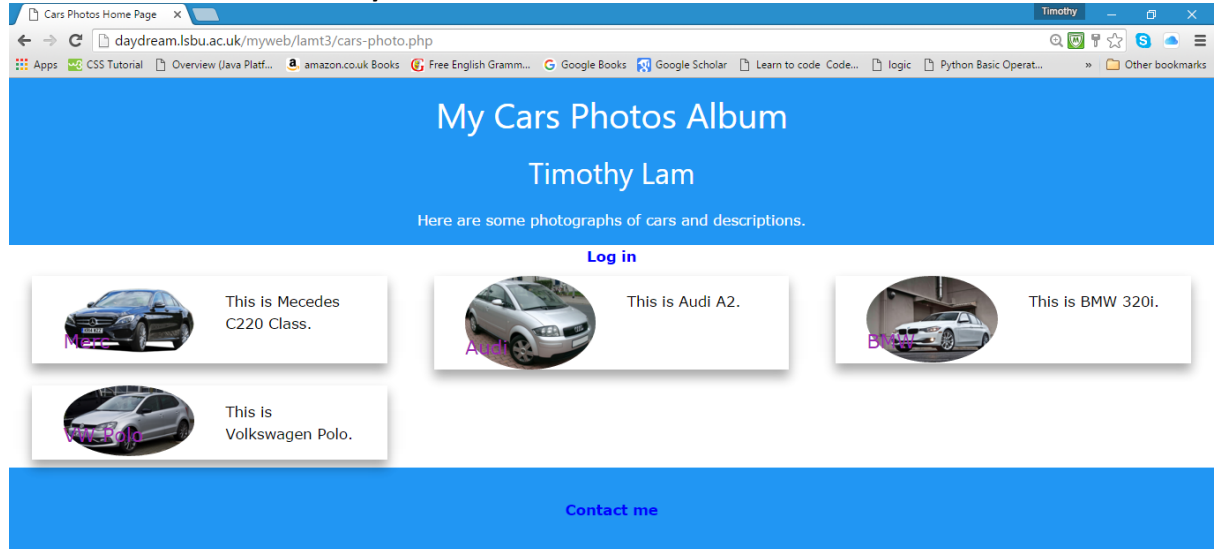 Cars Photos Home Page
Timothy
daydream.lsbu.ac.uk/myweb/lamt3/cars-photo.php
Apps CSS Tutorial Overview (Java Platf... amazon.co.uk Books Free English Gramm... Google Books Google Scholar Learn to code Code... logic Python Basic Operat... » Other bookmarks
My Cars Photos Album
Timothy Lam
Here are some photographs of cars and descriptions.
Log in
Merc
This is Mecedes
C220 Class.
Audi
This is Audi A2.
BMW
This is BMW 320i.
VW Polo
This is
Volkswagen Polo.
Contact me